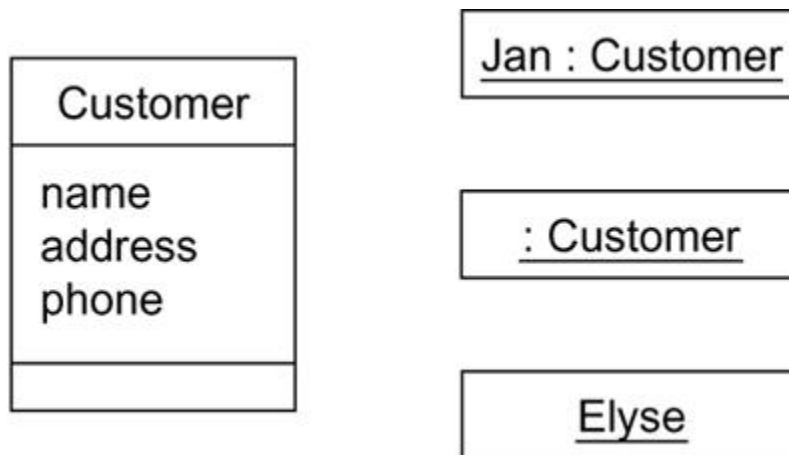 Customer
name
address
phone
Jan : Customer
: Customer
Elyse